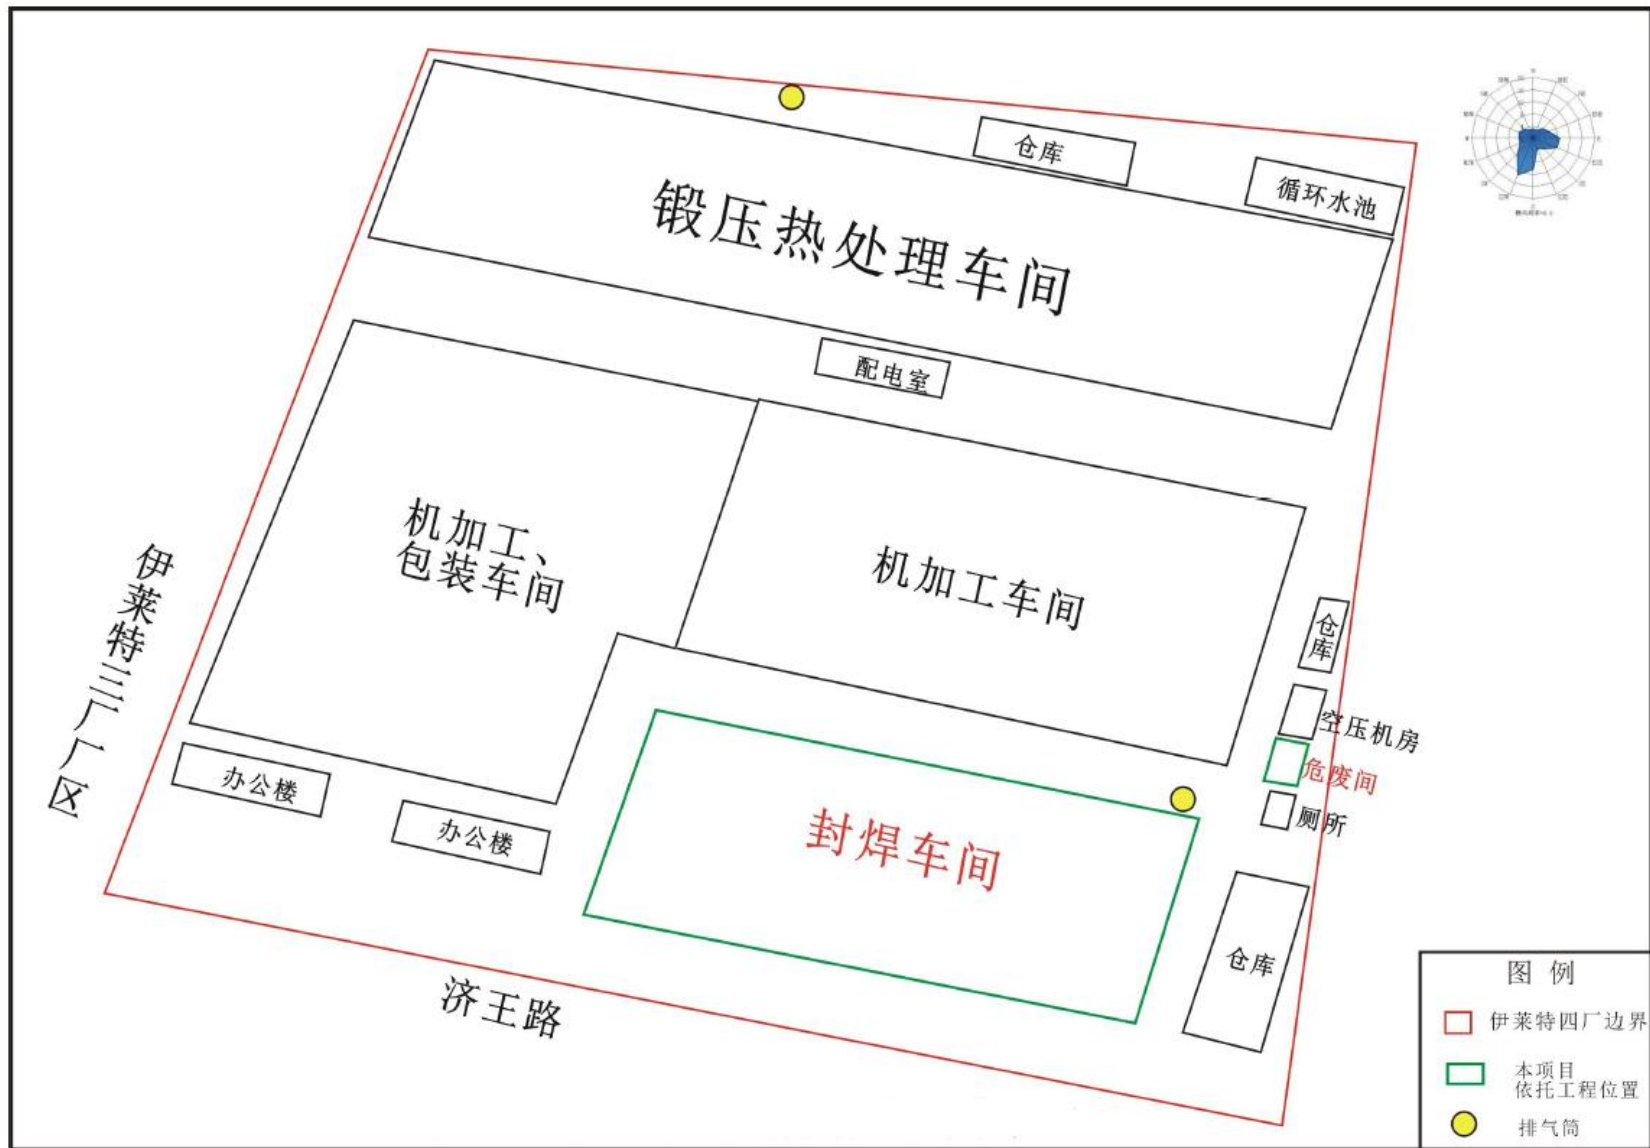 仓库
循环水池
锻压热处理车间
配电室
机加工、
包装车间
机加工车间
伊莱特三厂厂区
仓库
空压机房
危废间
厕所
办公楼
办公楼
封焊车间
仓库
济王路
图例
伊莱特四厂边界
本项目
依托工程位置
排气筒